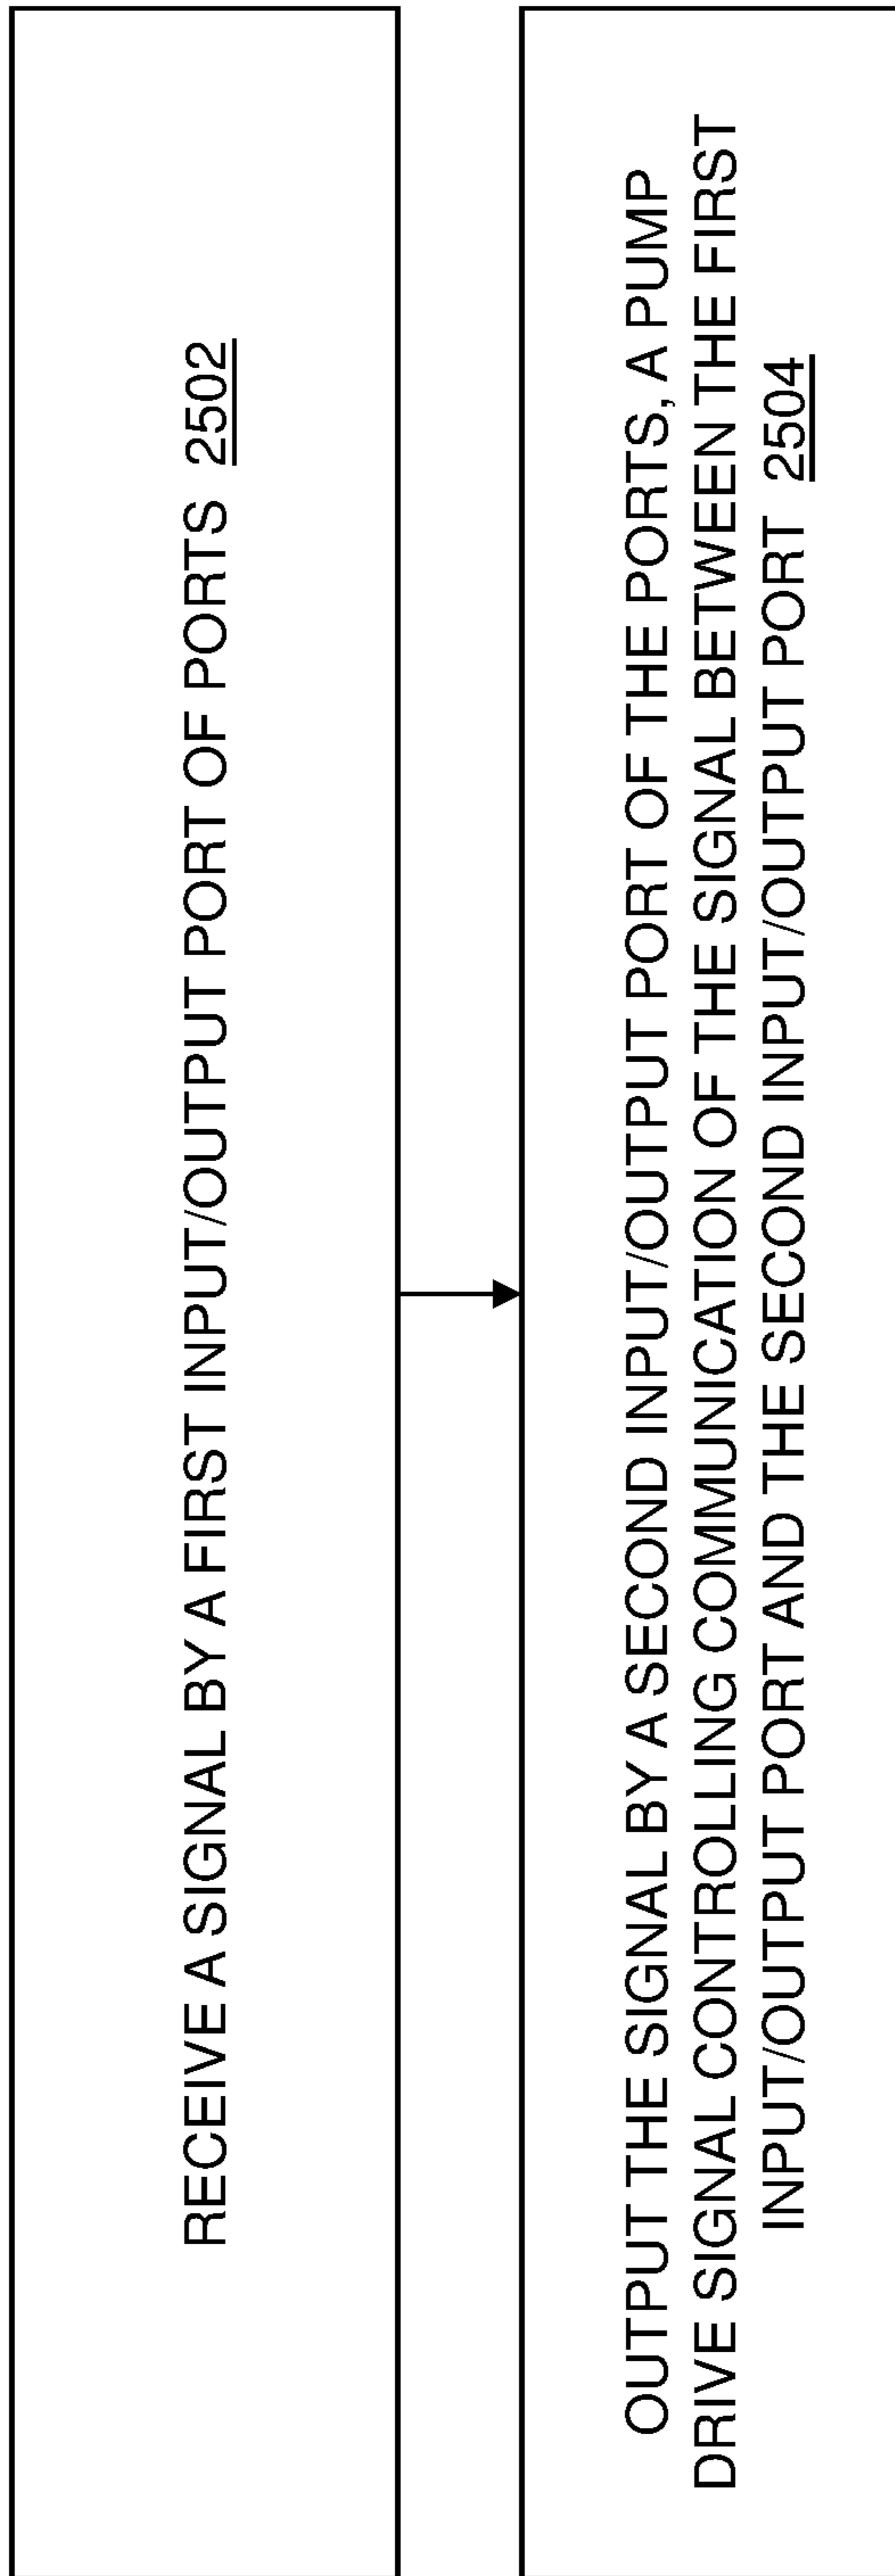 RECEIVE A SIGNAL BY A FIRST INPUT/OUTPUT PORT OF PORTS 2502
OUTPUT THE SIGNAL BY A SECOND INPUT/OUTPUT PORT OF THE PORTS, A PUMP
DRIVE SIGNAL CONTROLLING COMMUNICATION OF THE SIGNAL BETWEEN THE FIRST
INPUT/OUTPUT PORT AND THE SECOND INPUT/OUTPUT PORT 2504